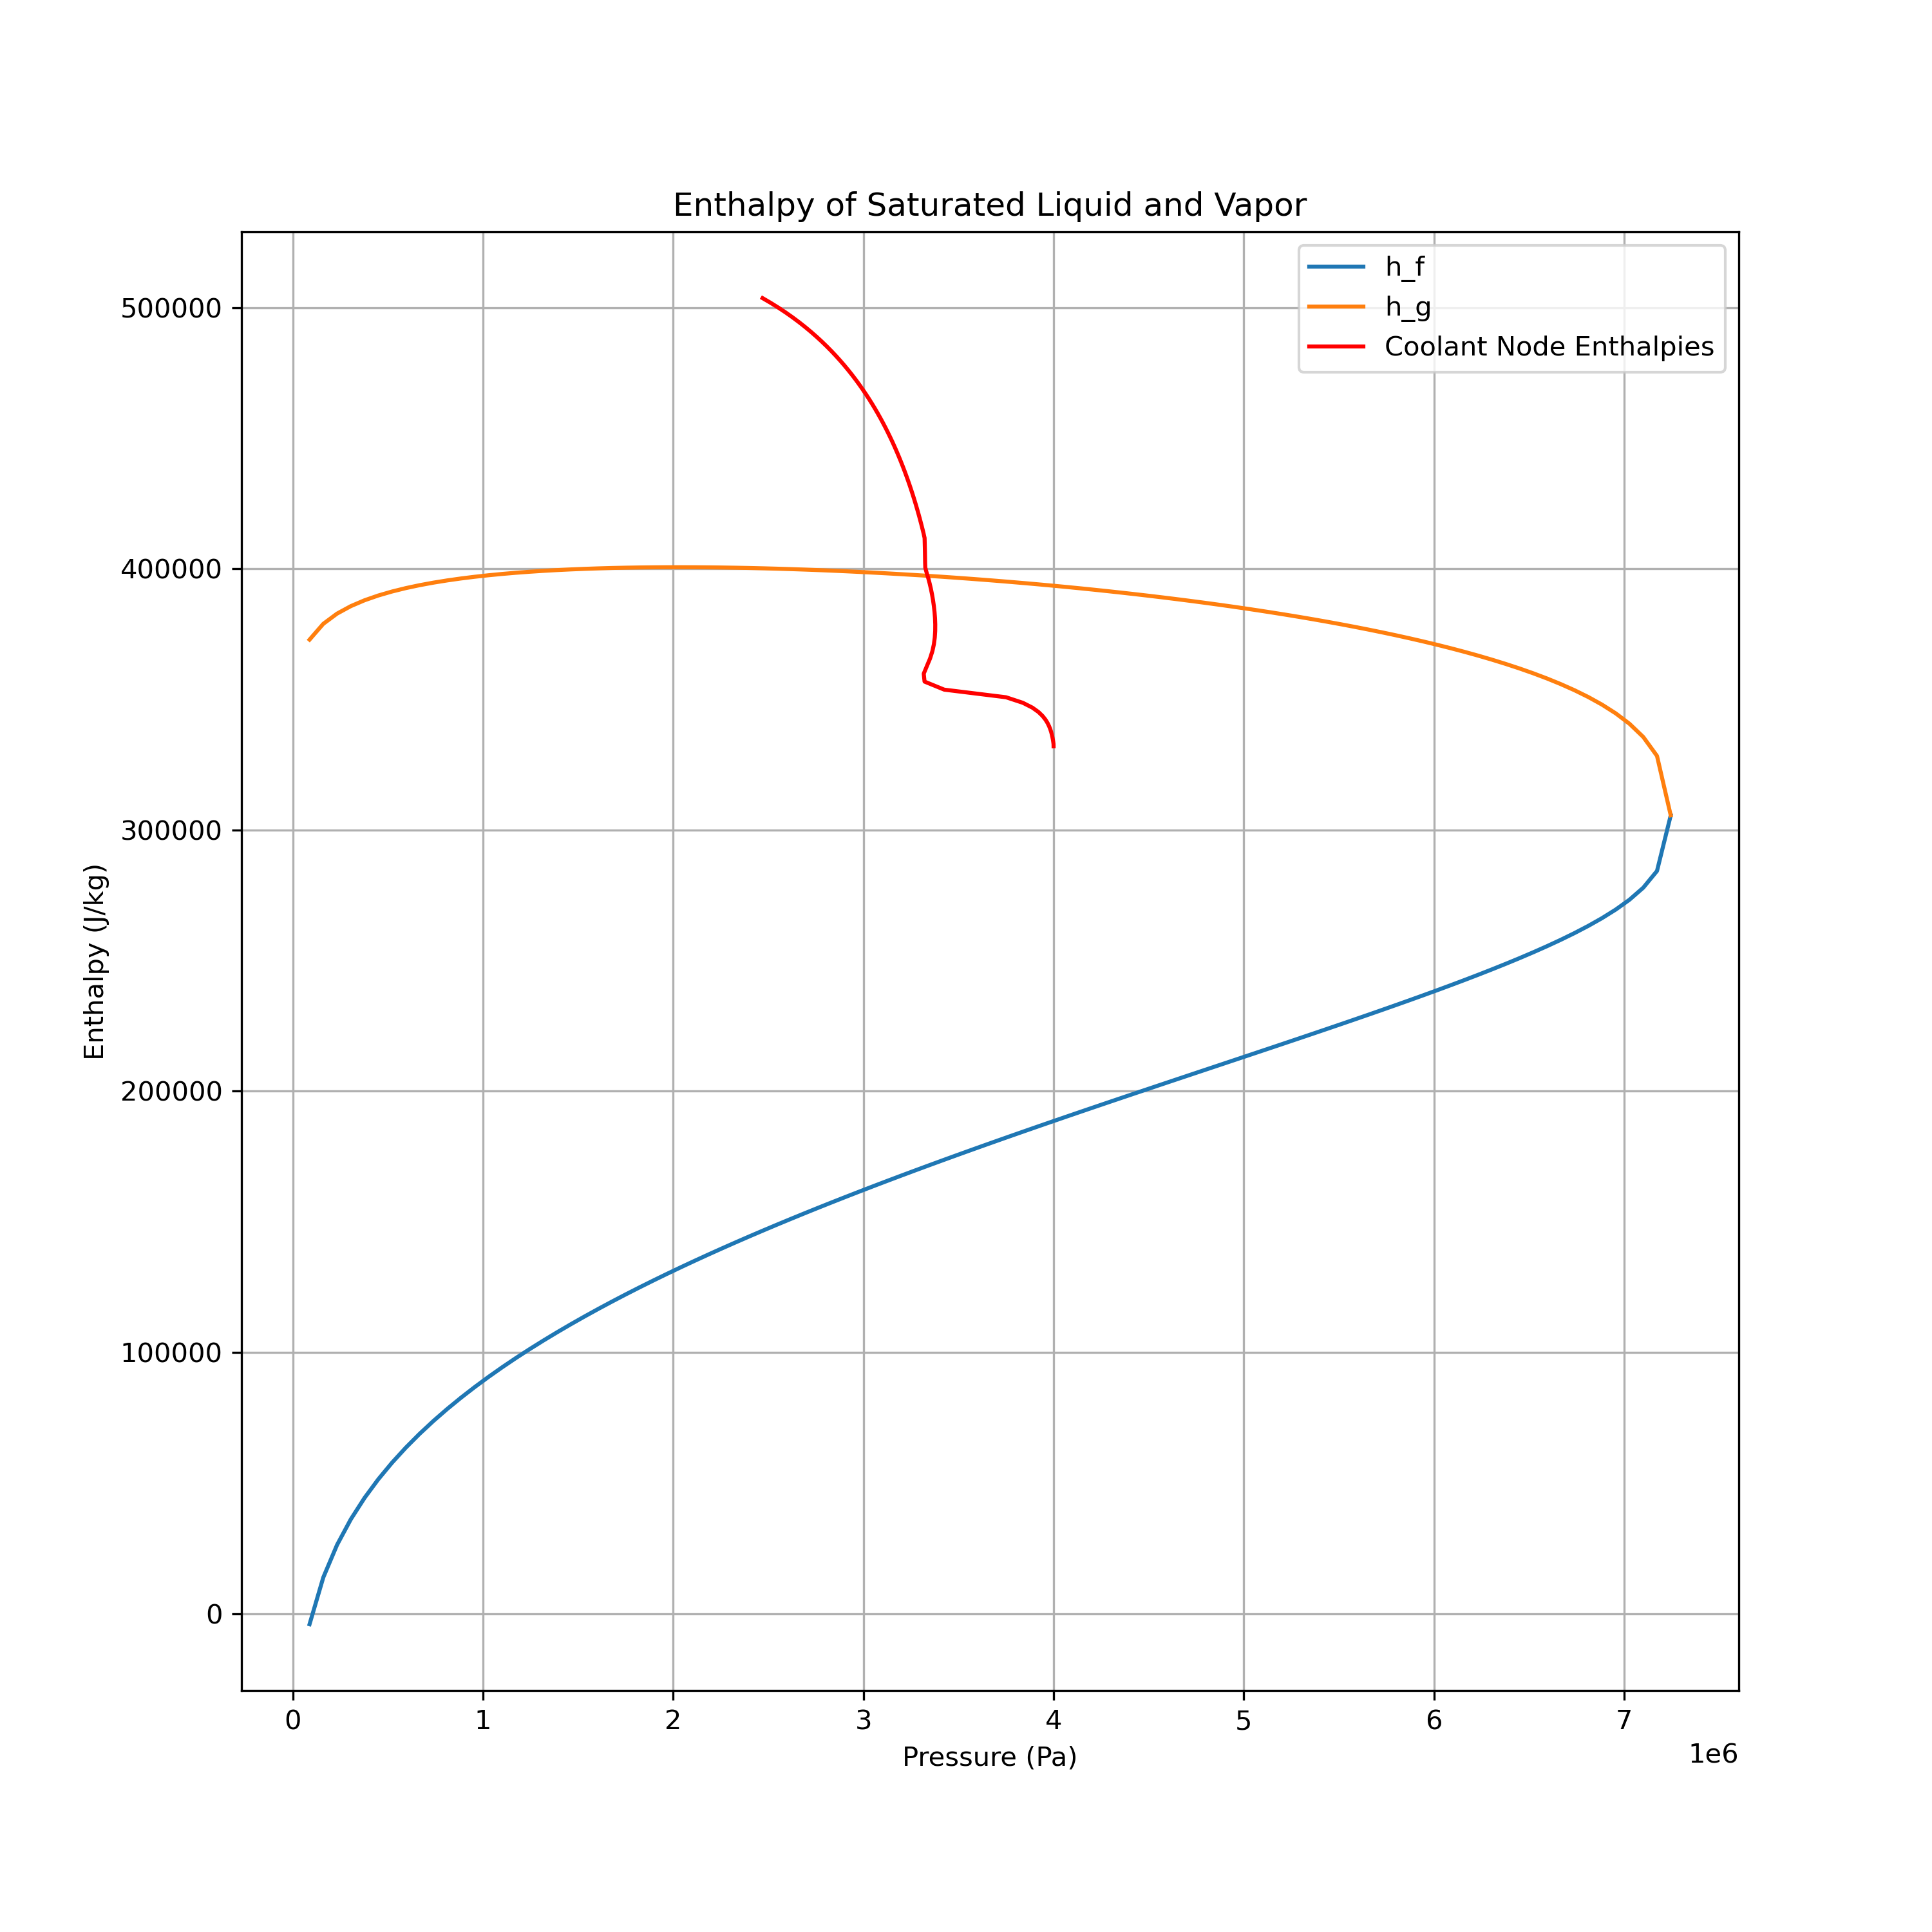 Enthalpy of Saturated Liquid and Vapor
h_f
h_g
Coolant Node Enthalpies
500000
400000
300000
200000
100000
0
Enthalpy (J/kg)
0 1 2 3 4 5 6 7
1e6
Pressure (Pa)